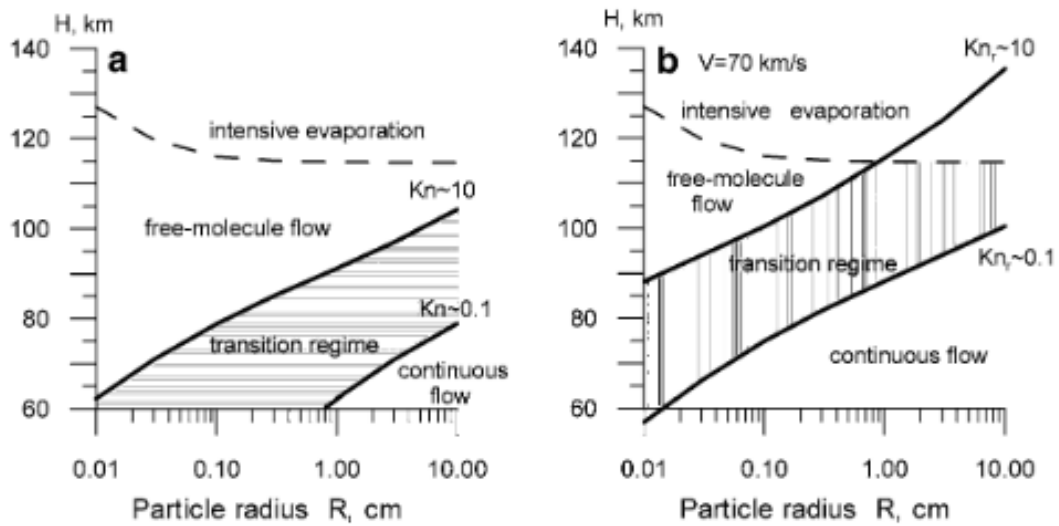 H, km
a
140
120
100
80
60
intensive evaporation
Kn~10
free-molecule flow
Kn~0.1
transition regime
continuous
flow
0.01
0.10
1.00
10.00
Particle radius R, cm
H, km
b
V=70 km/s
Knᵣ~10
140
120
100
80
60
intensive evaporation
free-molecule
flow
transition regime
Knᵣ~0.1
continuous flow
0.01
0.10
1.00
10.00
Particle radius R, cm